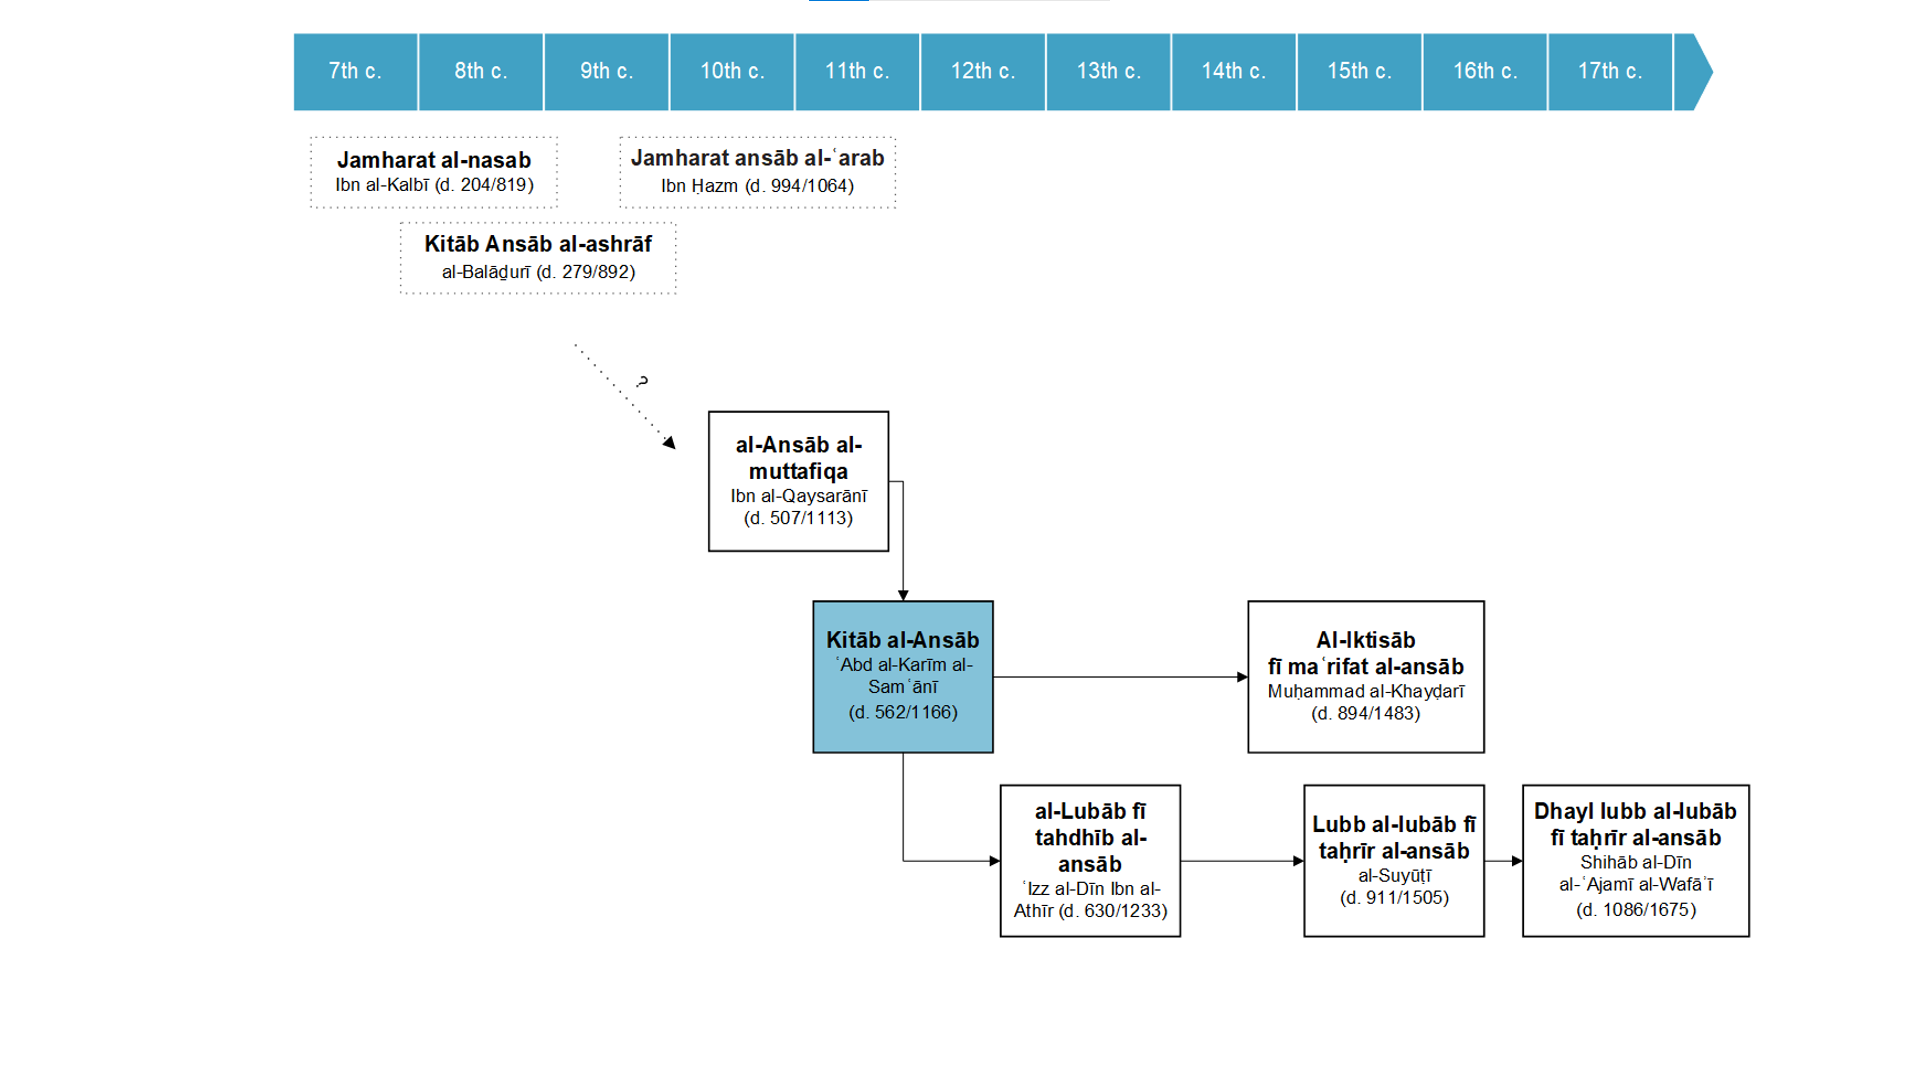 7th c.
8th c.
9th c.
10th c.
11th c.
12th c.
13th c.
14th c.
15th c.
16th c.
17th c.
Jamharat al-nasab
Ibn al-Kalbī (d. 204/819)
Jamharat ansāb al-ʿarab
Ibn Ḥazm (d. 994/1064)
Kitāb Ansāb al-ashrāf
al-Balāḏurī (d. 279/892)
?
al-Ansāb al-
muttafiqa
Ibn al-Qaysarānī
(d. 507/1113)
Kitāb al-Ansāb
ʿAbd al-Karīm al-
Samʿānī
(d. 562/1166)
Al-Iktisāb
fī maʿrifat al-ansāb
Muḥammad al-Khayḍarī
(d. 894/1483)
al-Lubāb fī
tahdhīb al-
ansāb
ʿIzz al-Dīn Ibn al-
Athīr (d. 630/1233)
Lubb al-lubāb fī
taḥrīr al-ansāb
al-Suyūṭī
(d. 911/1505)
Dhayl lubb al-lubāb
fī taḥrīr al-ansāb
Shihāb al-Dīn
al-ʿAjamī al-Wafāʾī
(d. 1086/1675)